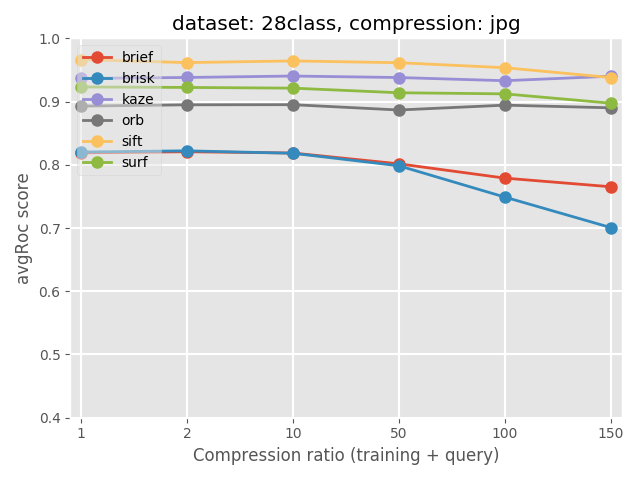 dataset: 28class, compression: jpg
brief
brisk
kaze
orb
sift
surf
avgRoc score
1.0
0.9
0.8
0.7
0.6
0.5
0.4
1 2 10 50 100 150
Compression ratio (training + query)